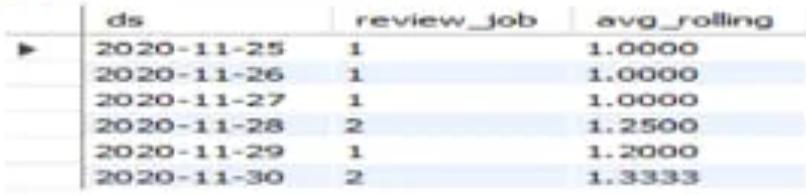 ds review_job avg_rolling
2020-11-25 1 1.0000
2020-11-26 1 1.0000
2020-11-27 1 1.0000
2020-11-28 2 1.2500
2020-11-29 1 1.2000
2020-11-30 2 1.3333